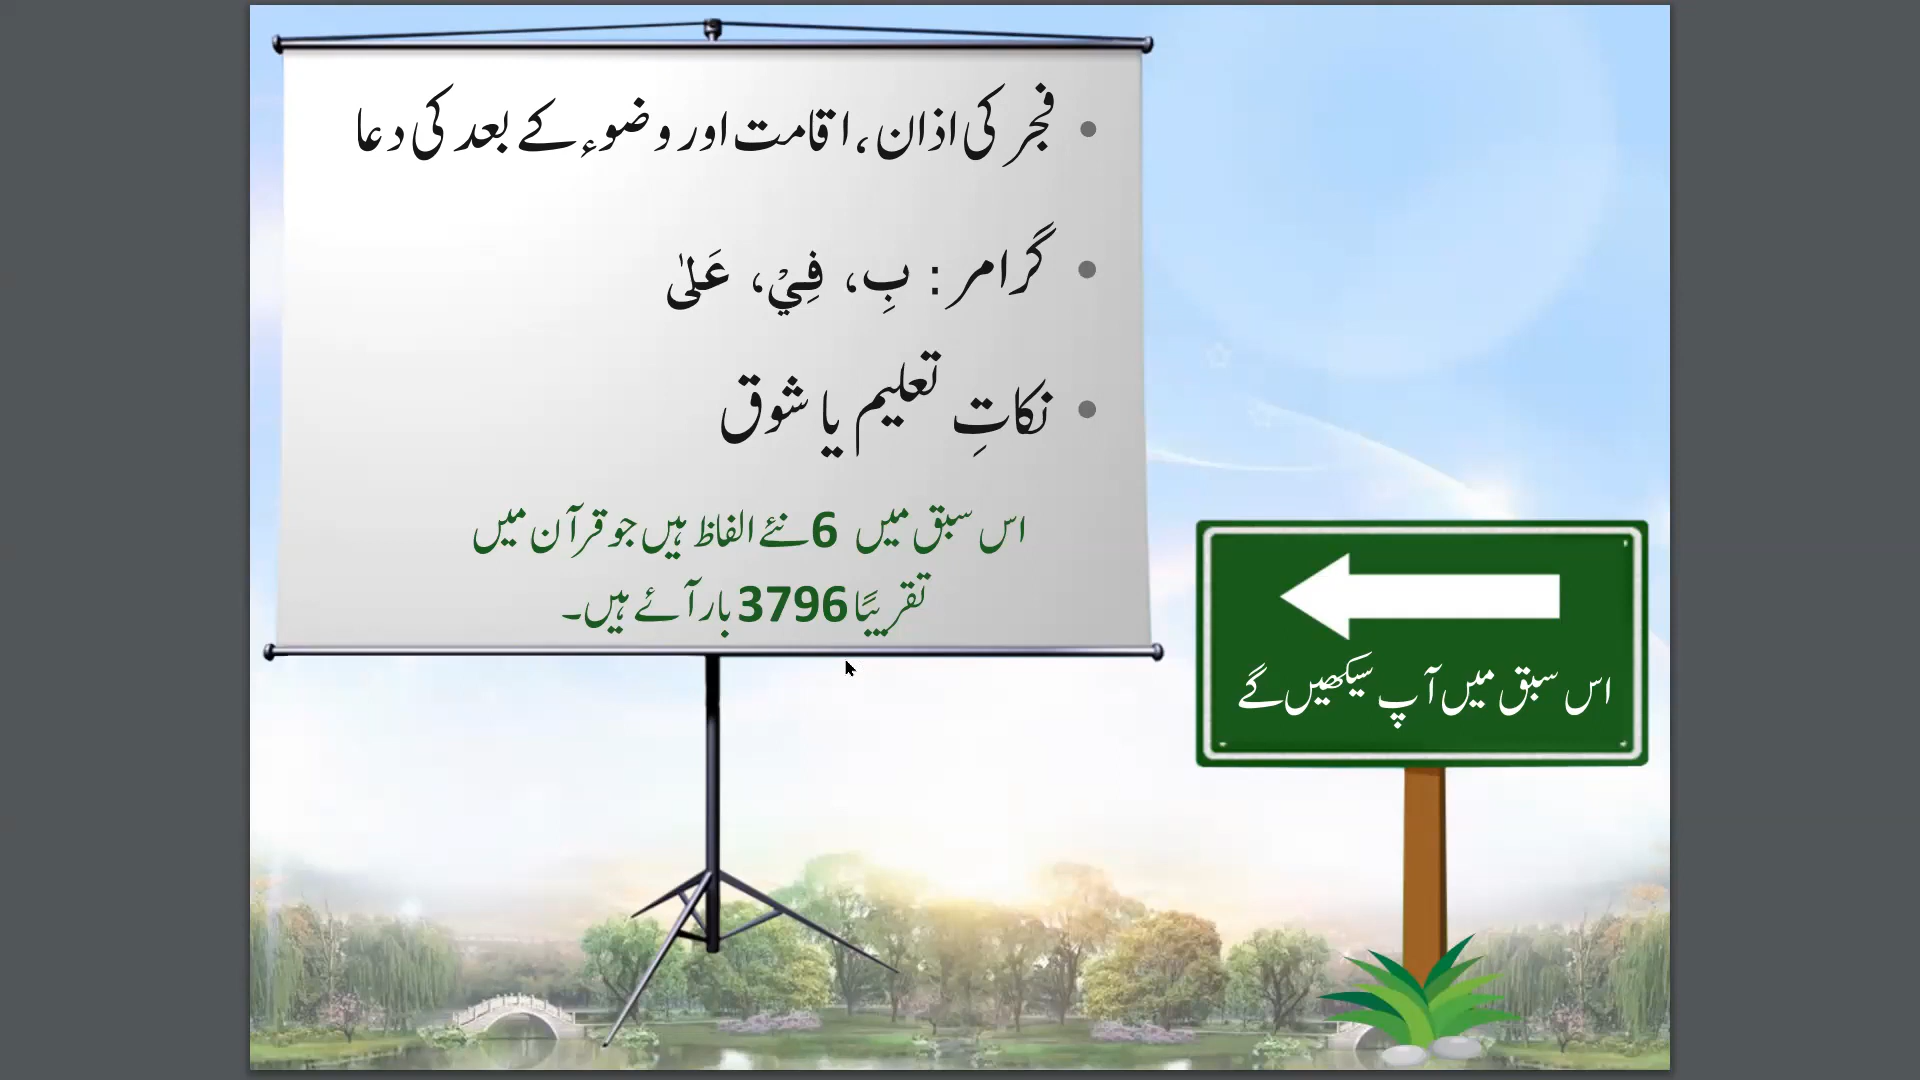 • فجر کی اذان، اقامت اور وضوء کے بعد کی دعا
• گرامر : بِ، فِيْ، عَلىٰ
• نکاتِ تعلیم یا شوق
اس سبق میں 6 نئے الفاظ ہیں جو قرآن میں
تقریبًا 3796 بار آئے ہیں۔
اس سبق میں آپ سیکھیں گے